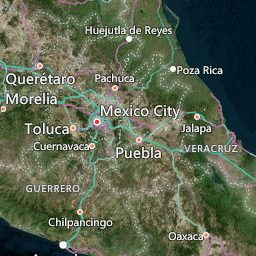 Huejutla de Reyes
Poza Rica
Querétaro
Pachuca
Morelia
Mexico City
Toluca
Jalapa
Cuernavaca
Puebla
VERACRUZ
GUERRERO
Chilpancingo
Oaxaca